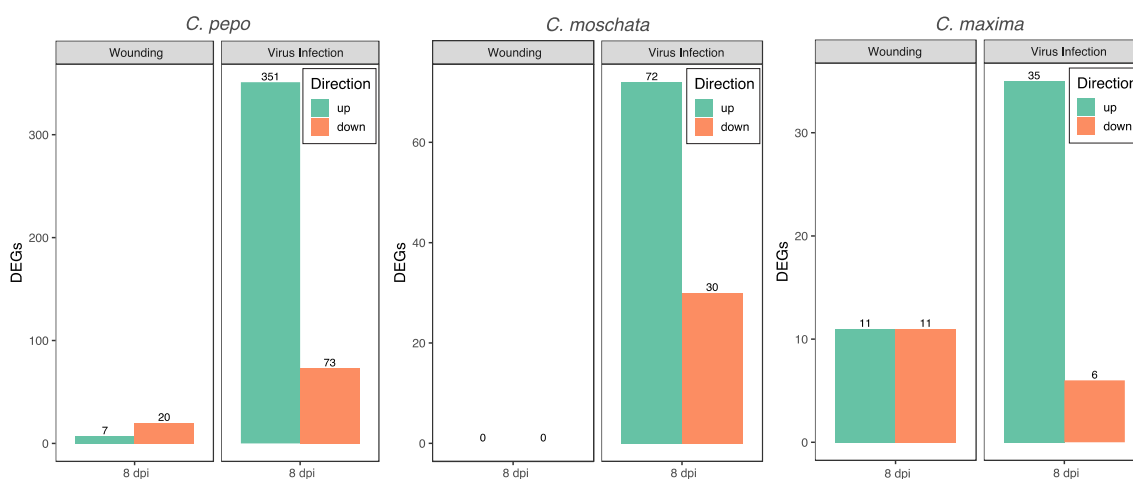 C. pepo
Wounding
Virus Infection
DEGs
300
200
100
0
7
20
351
73
Direction
up
down
8 dpi
8 dpi
C. moschata
Wounding
Virus Infection
DEGs
60
40
20
0
0
0
72
30
Direction
up
down
8 dpi
8 dpi
C. maxima
Wounding
Virus Infection
DEGs
30
20
10
0
11
11
35
6
Direction
up
down
8 dpi
8 dpi